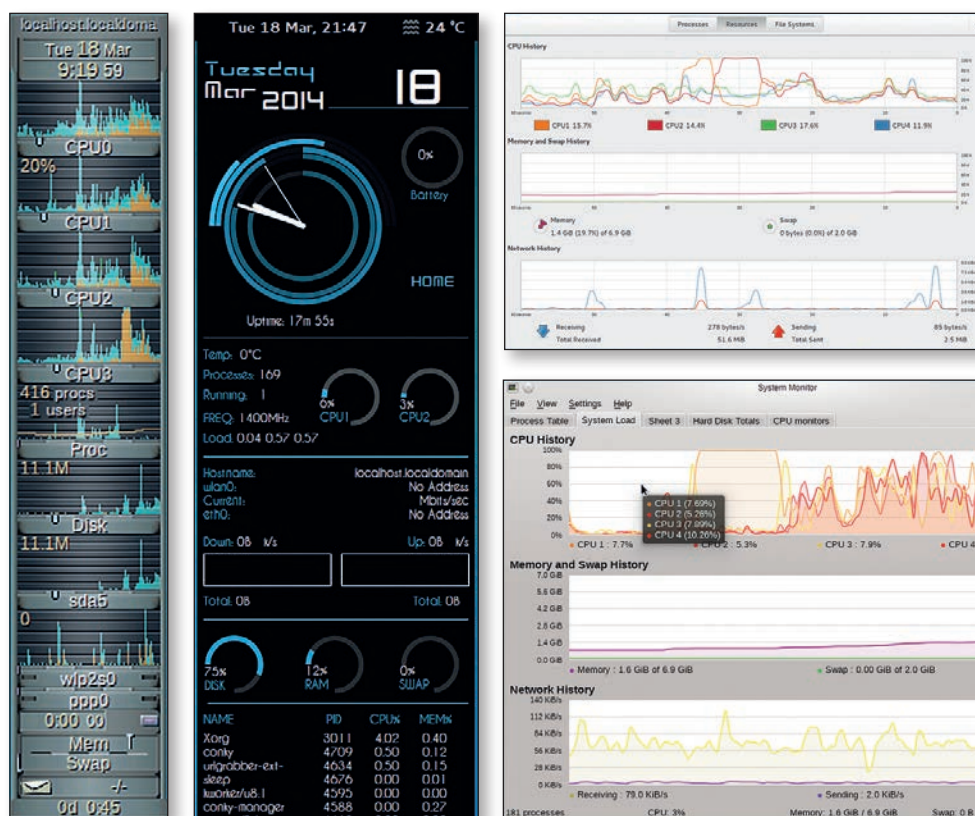 localhost.localdoma
Tue 18 Mar
9:19 59
CPU0
20%
CPU1
CPU2
CPU3
416 procs
1 users
Proc
11.1M
Disk
11.1M
sda5
0
wlp2s0
ppp0
0:00 00
Mem
Swap
-/-
0d 0:45
Tue 18 Mar, 21:47 24 °C
Tuesday
Mar 2014 18
0%
Battery
HOME
Uptime: 17m 55s
Temp: 0°C
Processes: 169
Running: 1
FREQ: 1400MHz
Load: 0.04 0.57 0.57
6%
CPU1
3%
CPU2
Hostname: localhost.localdomain
wlan0: No Address
Current: Mbits/sec
eth0: No Address
Down: 0B k/s Up: 0B k/s
Total: 0B Total: 0B
75%
DISK
12%
RAM
0%
SWAP
NAME PID CPU% MEM%
Xorg 3011 4.02 0.40
conky 4709 0.50 0.12
urlgrabber-ext- 4634 0.50 0.15
sleep 4676 0.00 0.01
kworker/u8.1 4595 0.00 0.00
conky-manager 4588 0.00 0.27
Processes Resources File Systems
CPU History
CPU1 15.7% CPU2 14.4% CPU3 17.6% CPU4 11.9%
Memory and Swap History
Memory
1.4 GiB (19.7%) of 6.9 GiB
Swap
0 bytes (0.0%) of 2.0 GiB
Network History
Receiving 278 bytes/s
Total Received 51.6 MiB
Sending 85 bytes/s
Total Sent 2.5 MiB
System Monitor
File View Settings Help
Process Table System Load Sheet 3 Hard Disk Totals CPU monitors
CPU History
100%
80%
60%
40%
20%
0%
CPU 1 (7.69%)
CPU 2 (5.26%)
CPU 3 (7.89%)
CPU 4 (10.26%)
CPU 1 : 7.7% CPU 2 : 5.3% CPU 3 : 7.9% CPU 4
Memory and Swap History
7.0 GiB
5.6 GiB
4.2 GiB
2.8 GiB
1.4 GiB
0.0 GiB
Memory : 1.6 GiB of 6.9 GiB Swap : 0.00 GiB of 2.0 GiB
Network History
140 KiB/s
112 KiB/s
84 KiB/s
56 KiB/s
28 KiB/s
0 KiB/s
Receiving : 79.0 KiB/s Sending : 2.0 KiB/s
181 processes CPU: 3% Memory: 1.6 GiB / 6.9 GiB Swap: 0 B